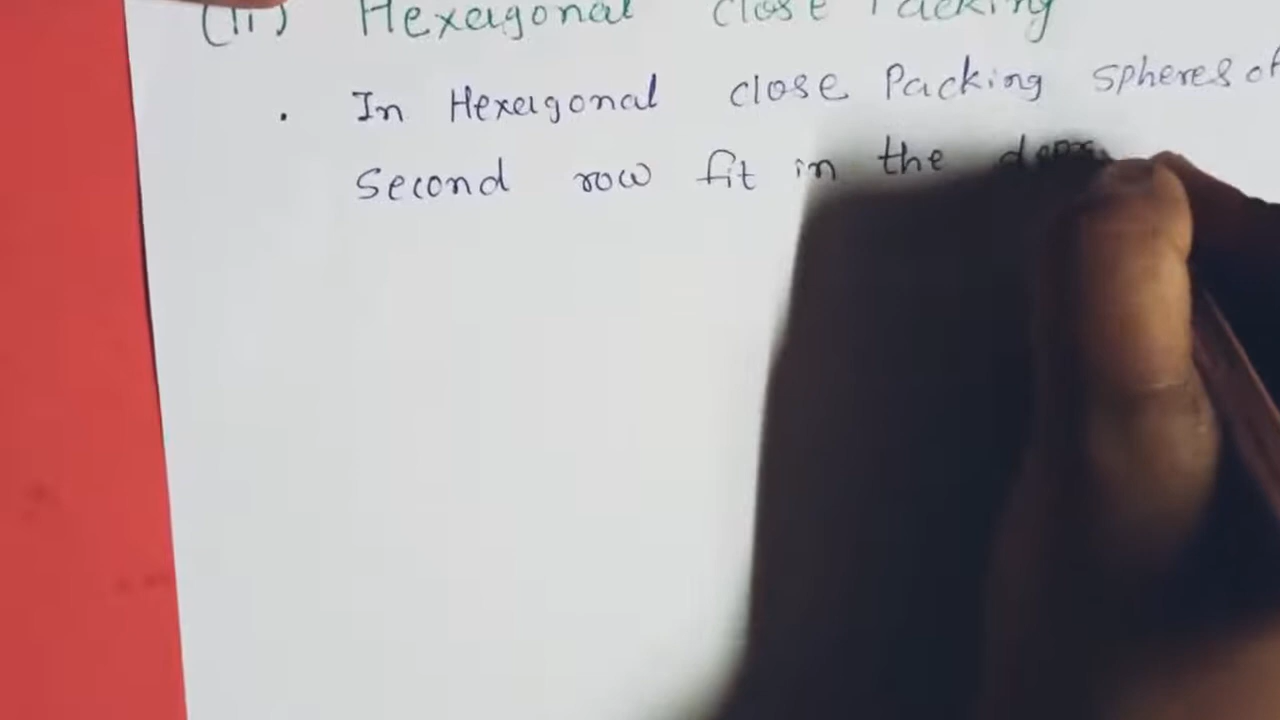 (ii) Hexagonal close Packing
. In Hexagonal close Packing spheres of
second row fit in the